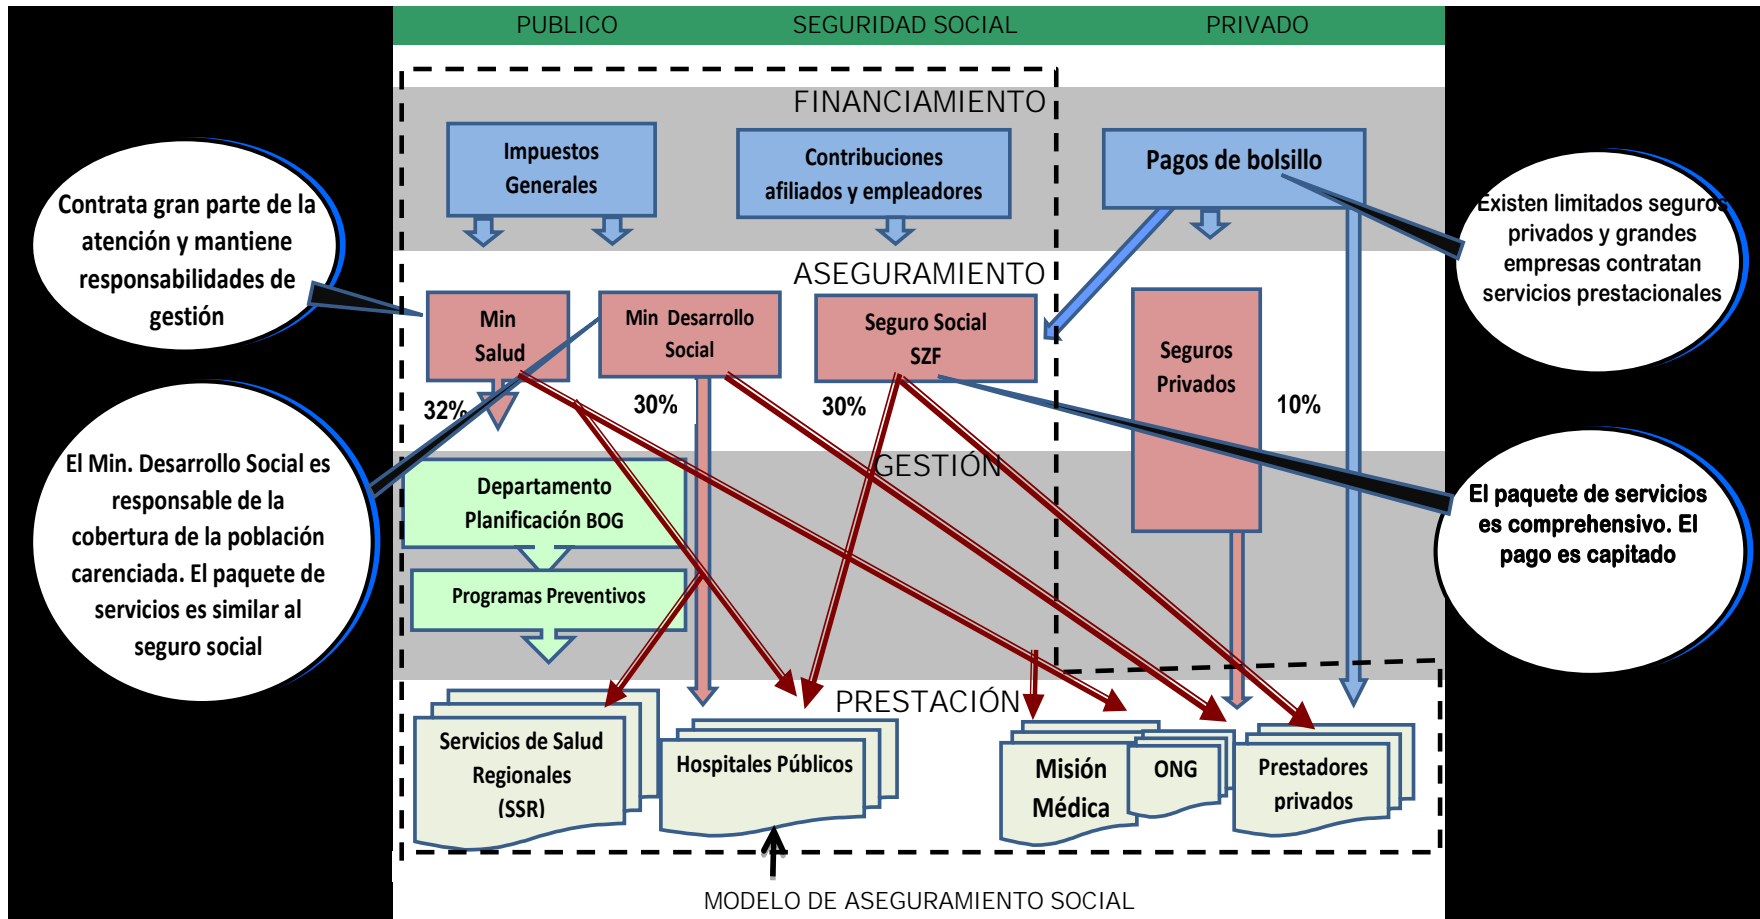 PUBLICO
SEGURIDAD SOCIAL
PRIVADO
FINANCIAMIENTO
Impuestos
Generales
Contribuciones
afiliados y empleadores
Pagos de bolsillo
Contrata gran parte de la
atención y mantiene
responsabilidades de
gestión
Existen limitados seguros
privados y grandes
empresas contratan
servicios prestacionales
ASEGURAMIENTO
Min
Salud
Min Desarrollo
Social
Seguro Social
SZF
Seguros
Privados
32%
30%
30%
10%
El Min. Desarrollo Social es
responsable de la
cobertura de la población
carenciada. El paquete de
servicios es similar al
seguro social
GESTIÓN
Departamento
Planificación BOG
Programas Preventivos
El paquete de servicios
es comprehensivo. El
pago es capitado
PRESTACIÓN
Servicios de Salud
Regionales
(SSR)
Hospitales Públicos
Misión
Médica
ONG
Prestadores
privados
MODELO DE ASEGURAMIENTO SOCIAL